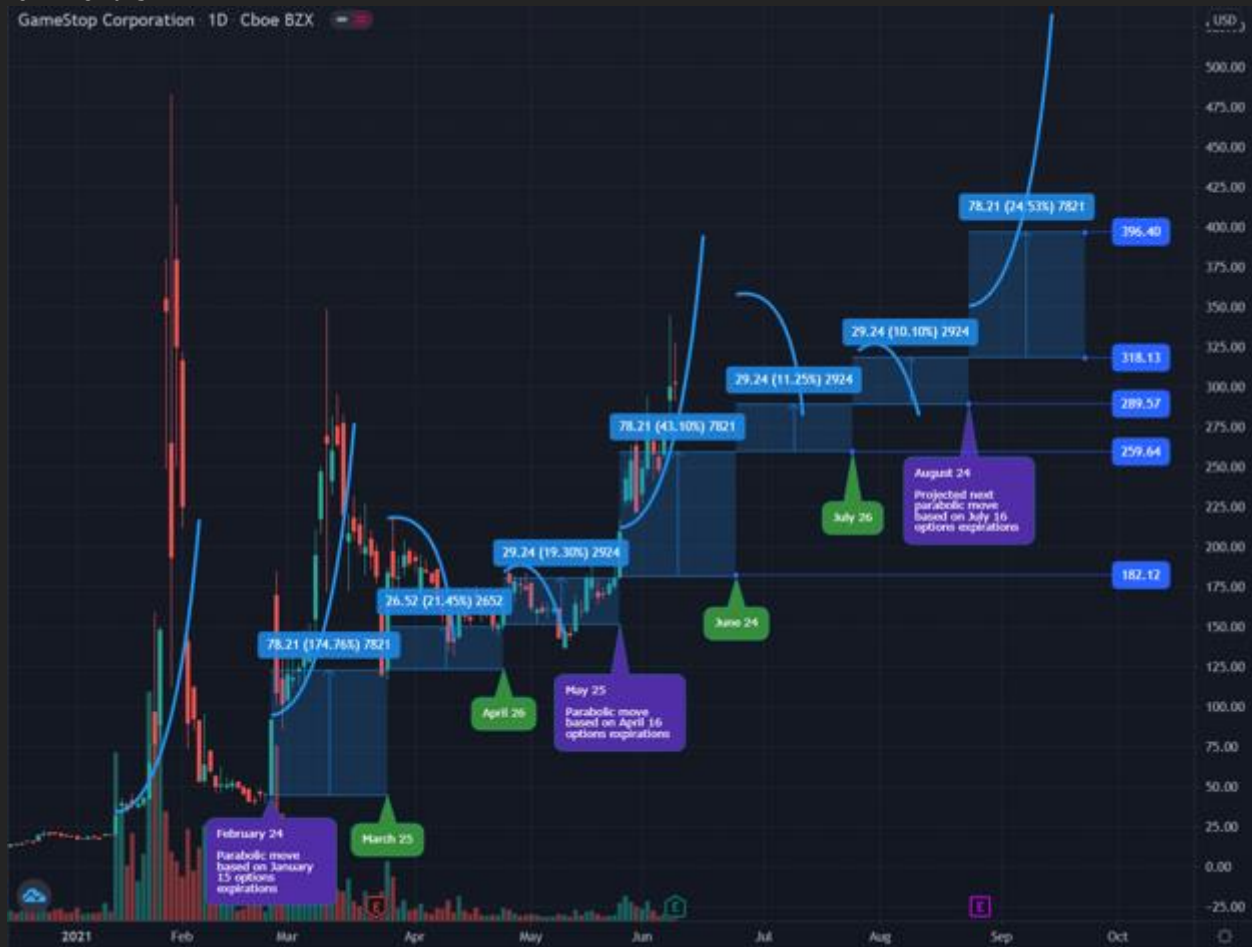 GameStop Corporation 1D Cboe BZX
USD
500.00
475.00
450.00
425.00
400.00
375.00
350.00
325.00
300.00
275.00
250.00
225.00
200.00
175.00
150.00
125.00
100.00
75.00
50.00
25.00
0.00
-25.00
78.21 (24.53%) 7821
396.40
29.24 (10.10%) 2924
318.13
29.24 (11.25%) 2924
289.57
78.21 (43.10%) 7821
259.64
August 24
Projected next
parabolic move
based on July 16
options expirations
July 26
29.24 (19.30%) 2924
182.12
26.52 (21.45%) 2652
June 24
78.21 (174.76%) 7821
May 25
Parabolic move
based on April 16
options expirations
April 26
February 24
Parabolic move
based on January
15 options
expirations
March 25
E
E
E
2021 Feb Mar Apr May Jun Jul Aug Sep Oct